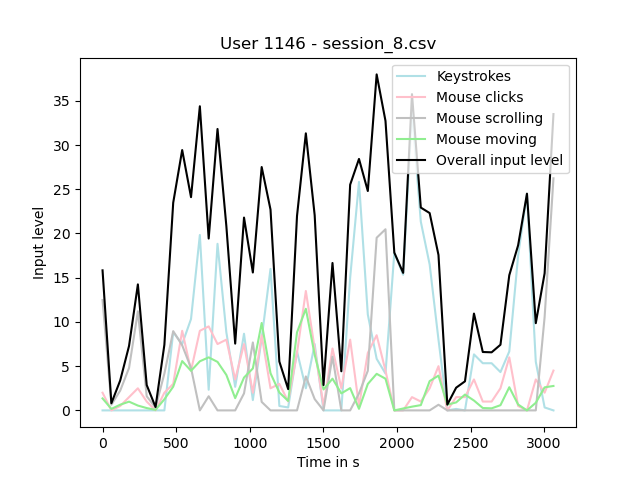 User 1146 - session_8.csv
Keystrokes
Mouse clicks
Mouse scrolling
Mouse moving
Overall input level
Input level
35
30
25
20
15
10
5
0
0 500 1000 1500 2000 2500 3000
Time in s